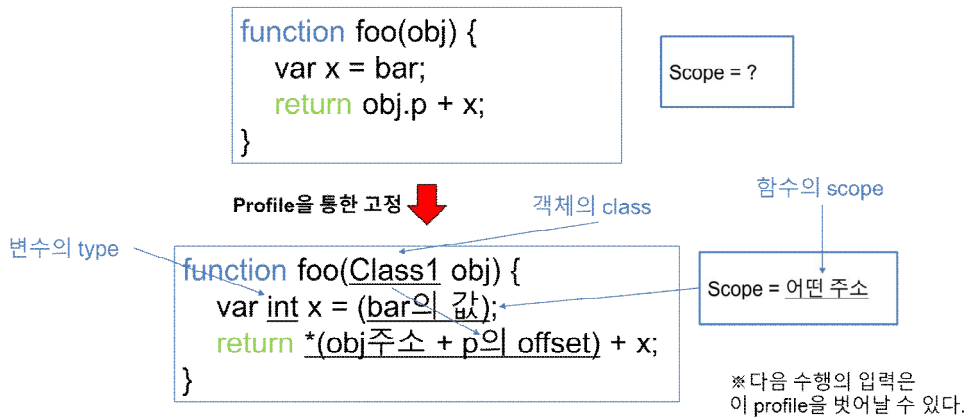 function foo(obj) {
var x = bar;
return obj.p + x;
}
Scope = ?
Profile을 통한 고정
객체의 class
함수의 scope
변수의 type
function foo(Class1 obj) {
var int x = (bar의 값);
return *(obj주소 + p의 offset) + x;
}
Scope = 어떤 주소
※ 다음 수행의 입력은
이 profile을 벗어날 수 있다.